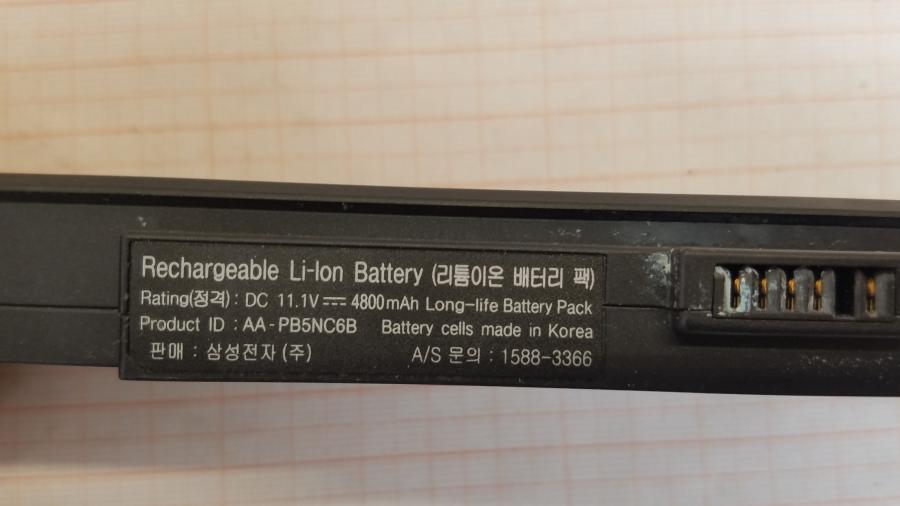 Rechargeable Li-Ion Battery (리튬이온 배터리 팩)
Rating(정격) : DC 11.1V⎓ 4800mAh Long-life Battery Pack
Product ID : AA-PB5NC6B Battery cells made in Korea
판매 : 삼성전자 (주) A/S 문의 : 1588-3366